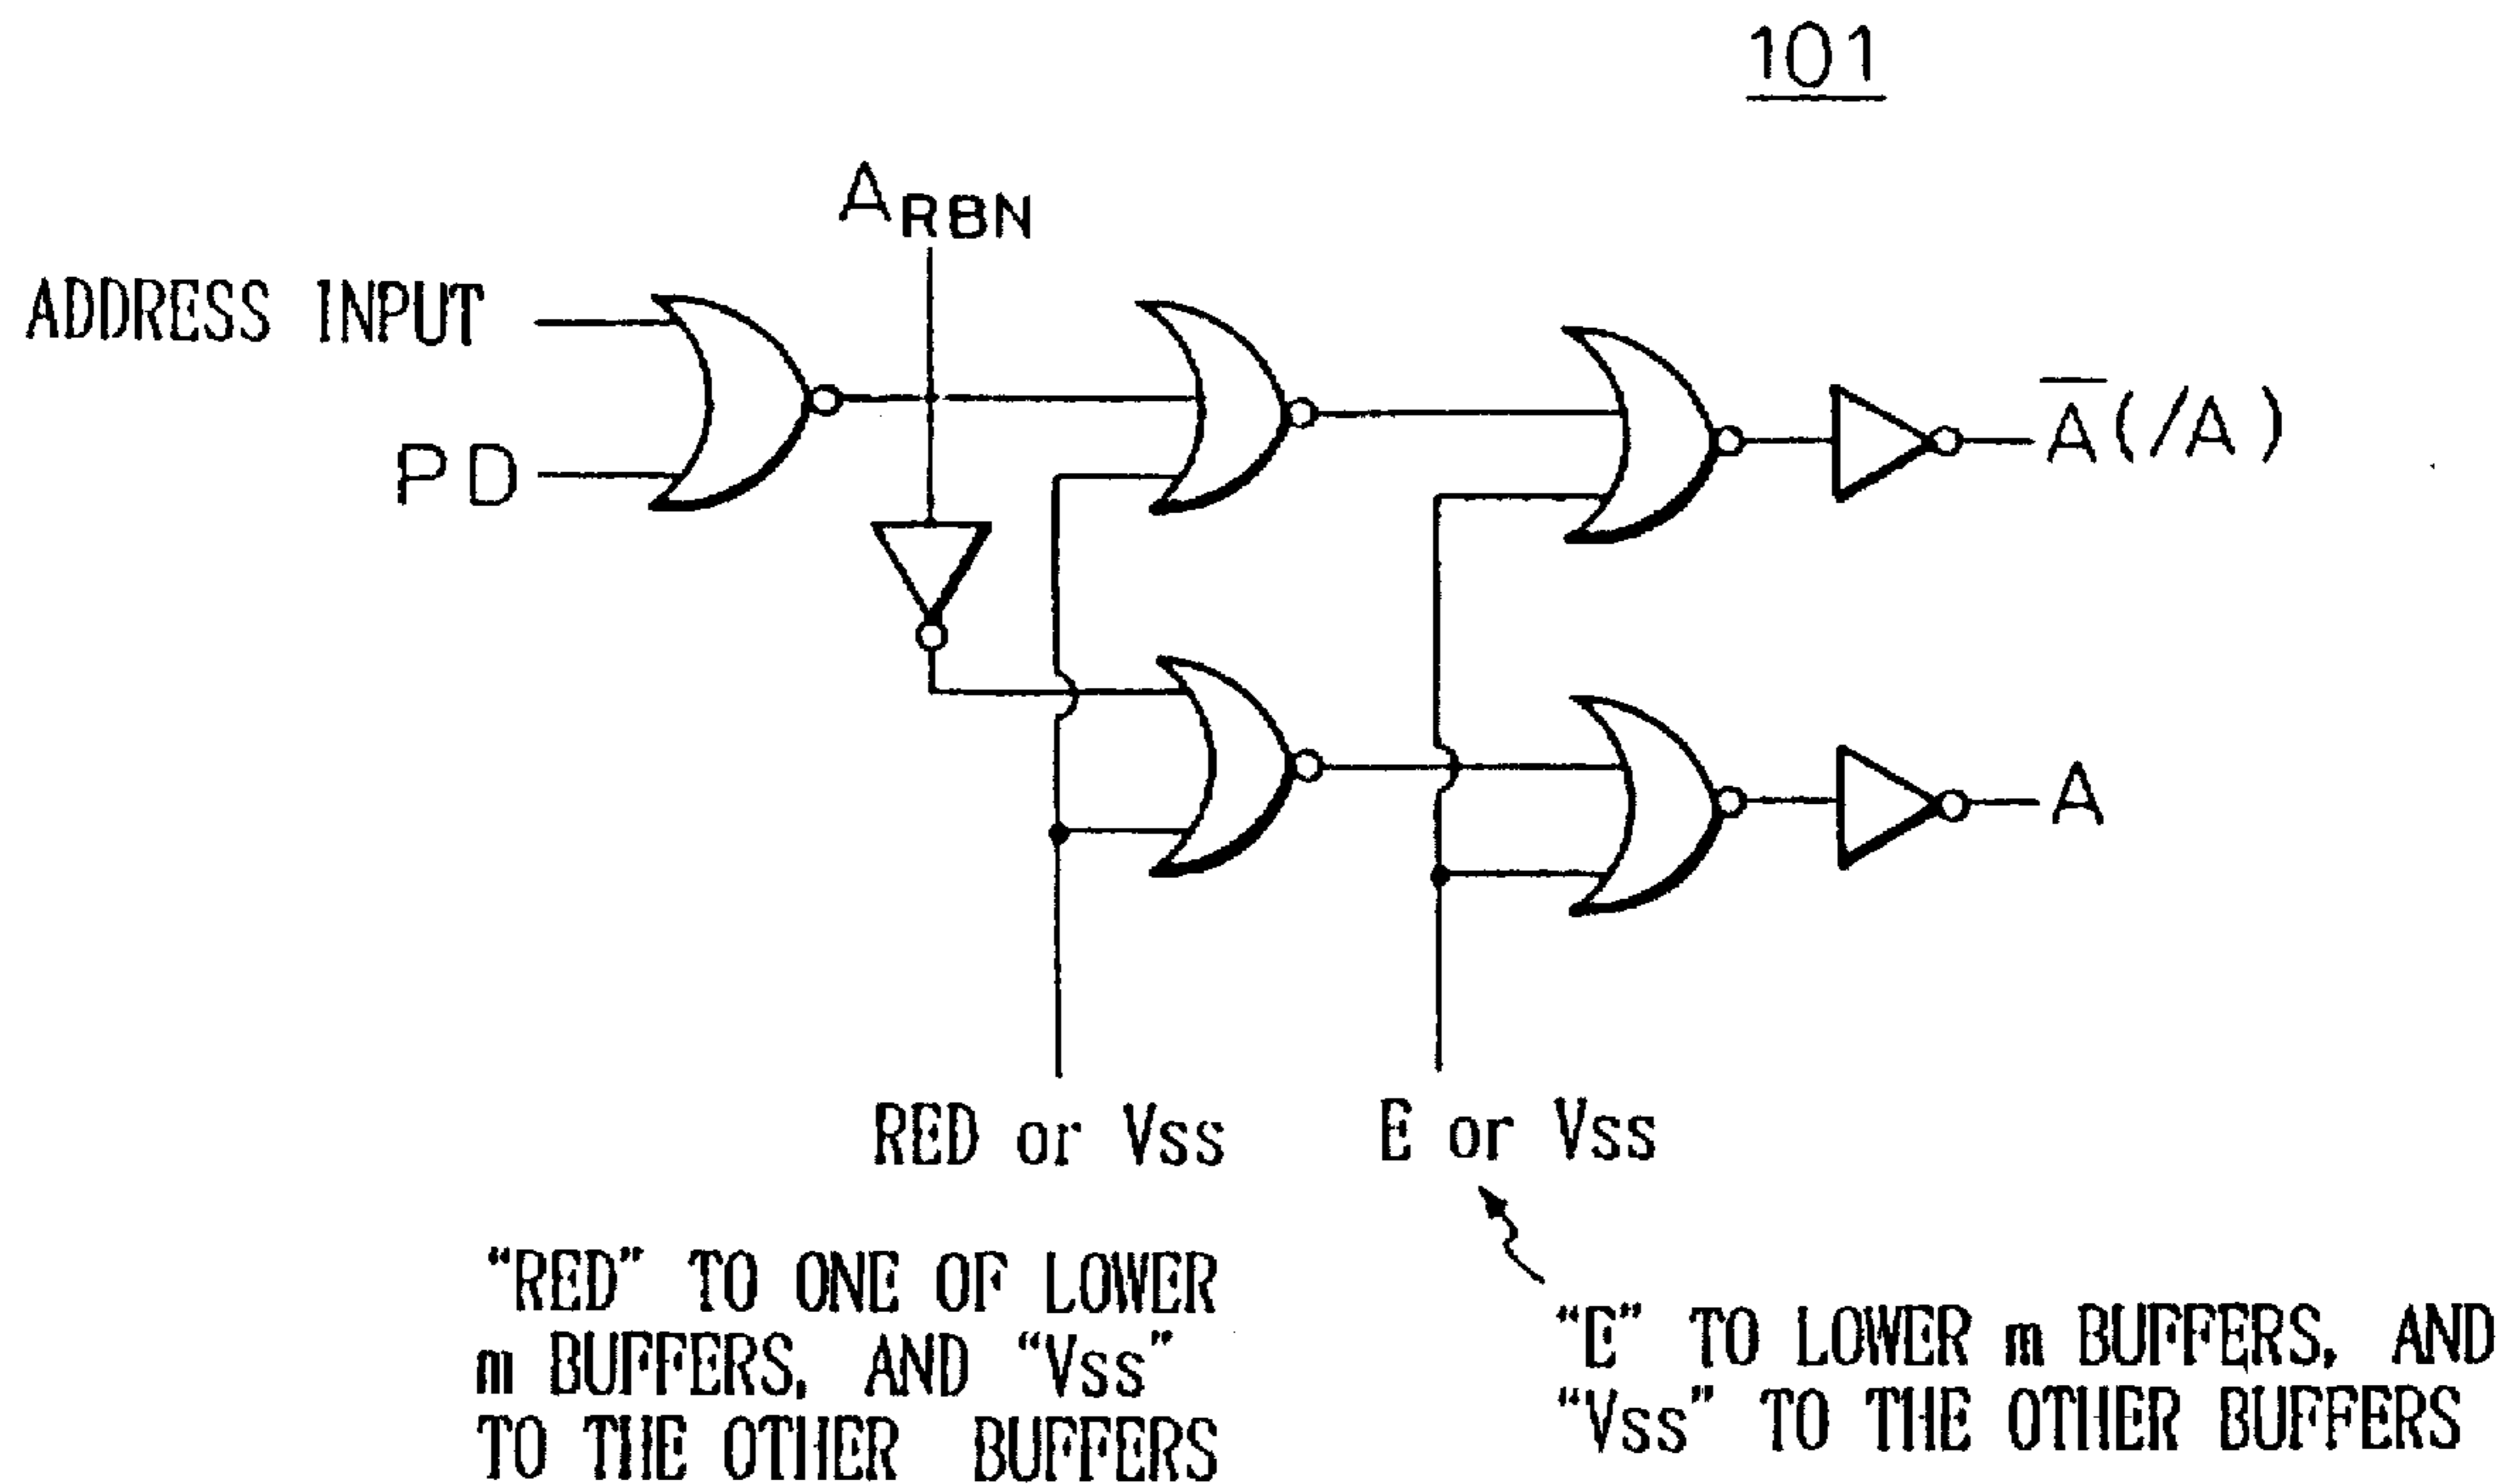 101
ARBN
ADDRESS INPUT
PD
A(/A)
A
RED or Vss
E or Vss
“RED” TO ONE OF LOWER
m BUFFERS, AND “Vss”
TO THE OTHER BUFFERS
“E” TO LOWER m BUFFERS, AND
“Vss” TO THE OTHER BUFFERS